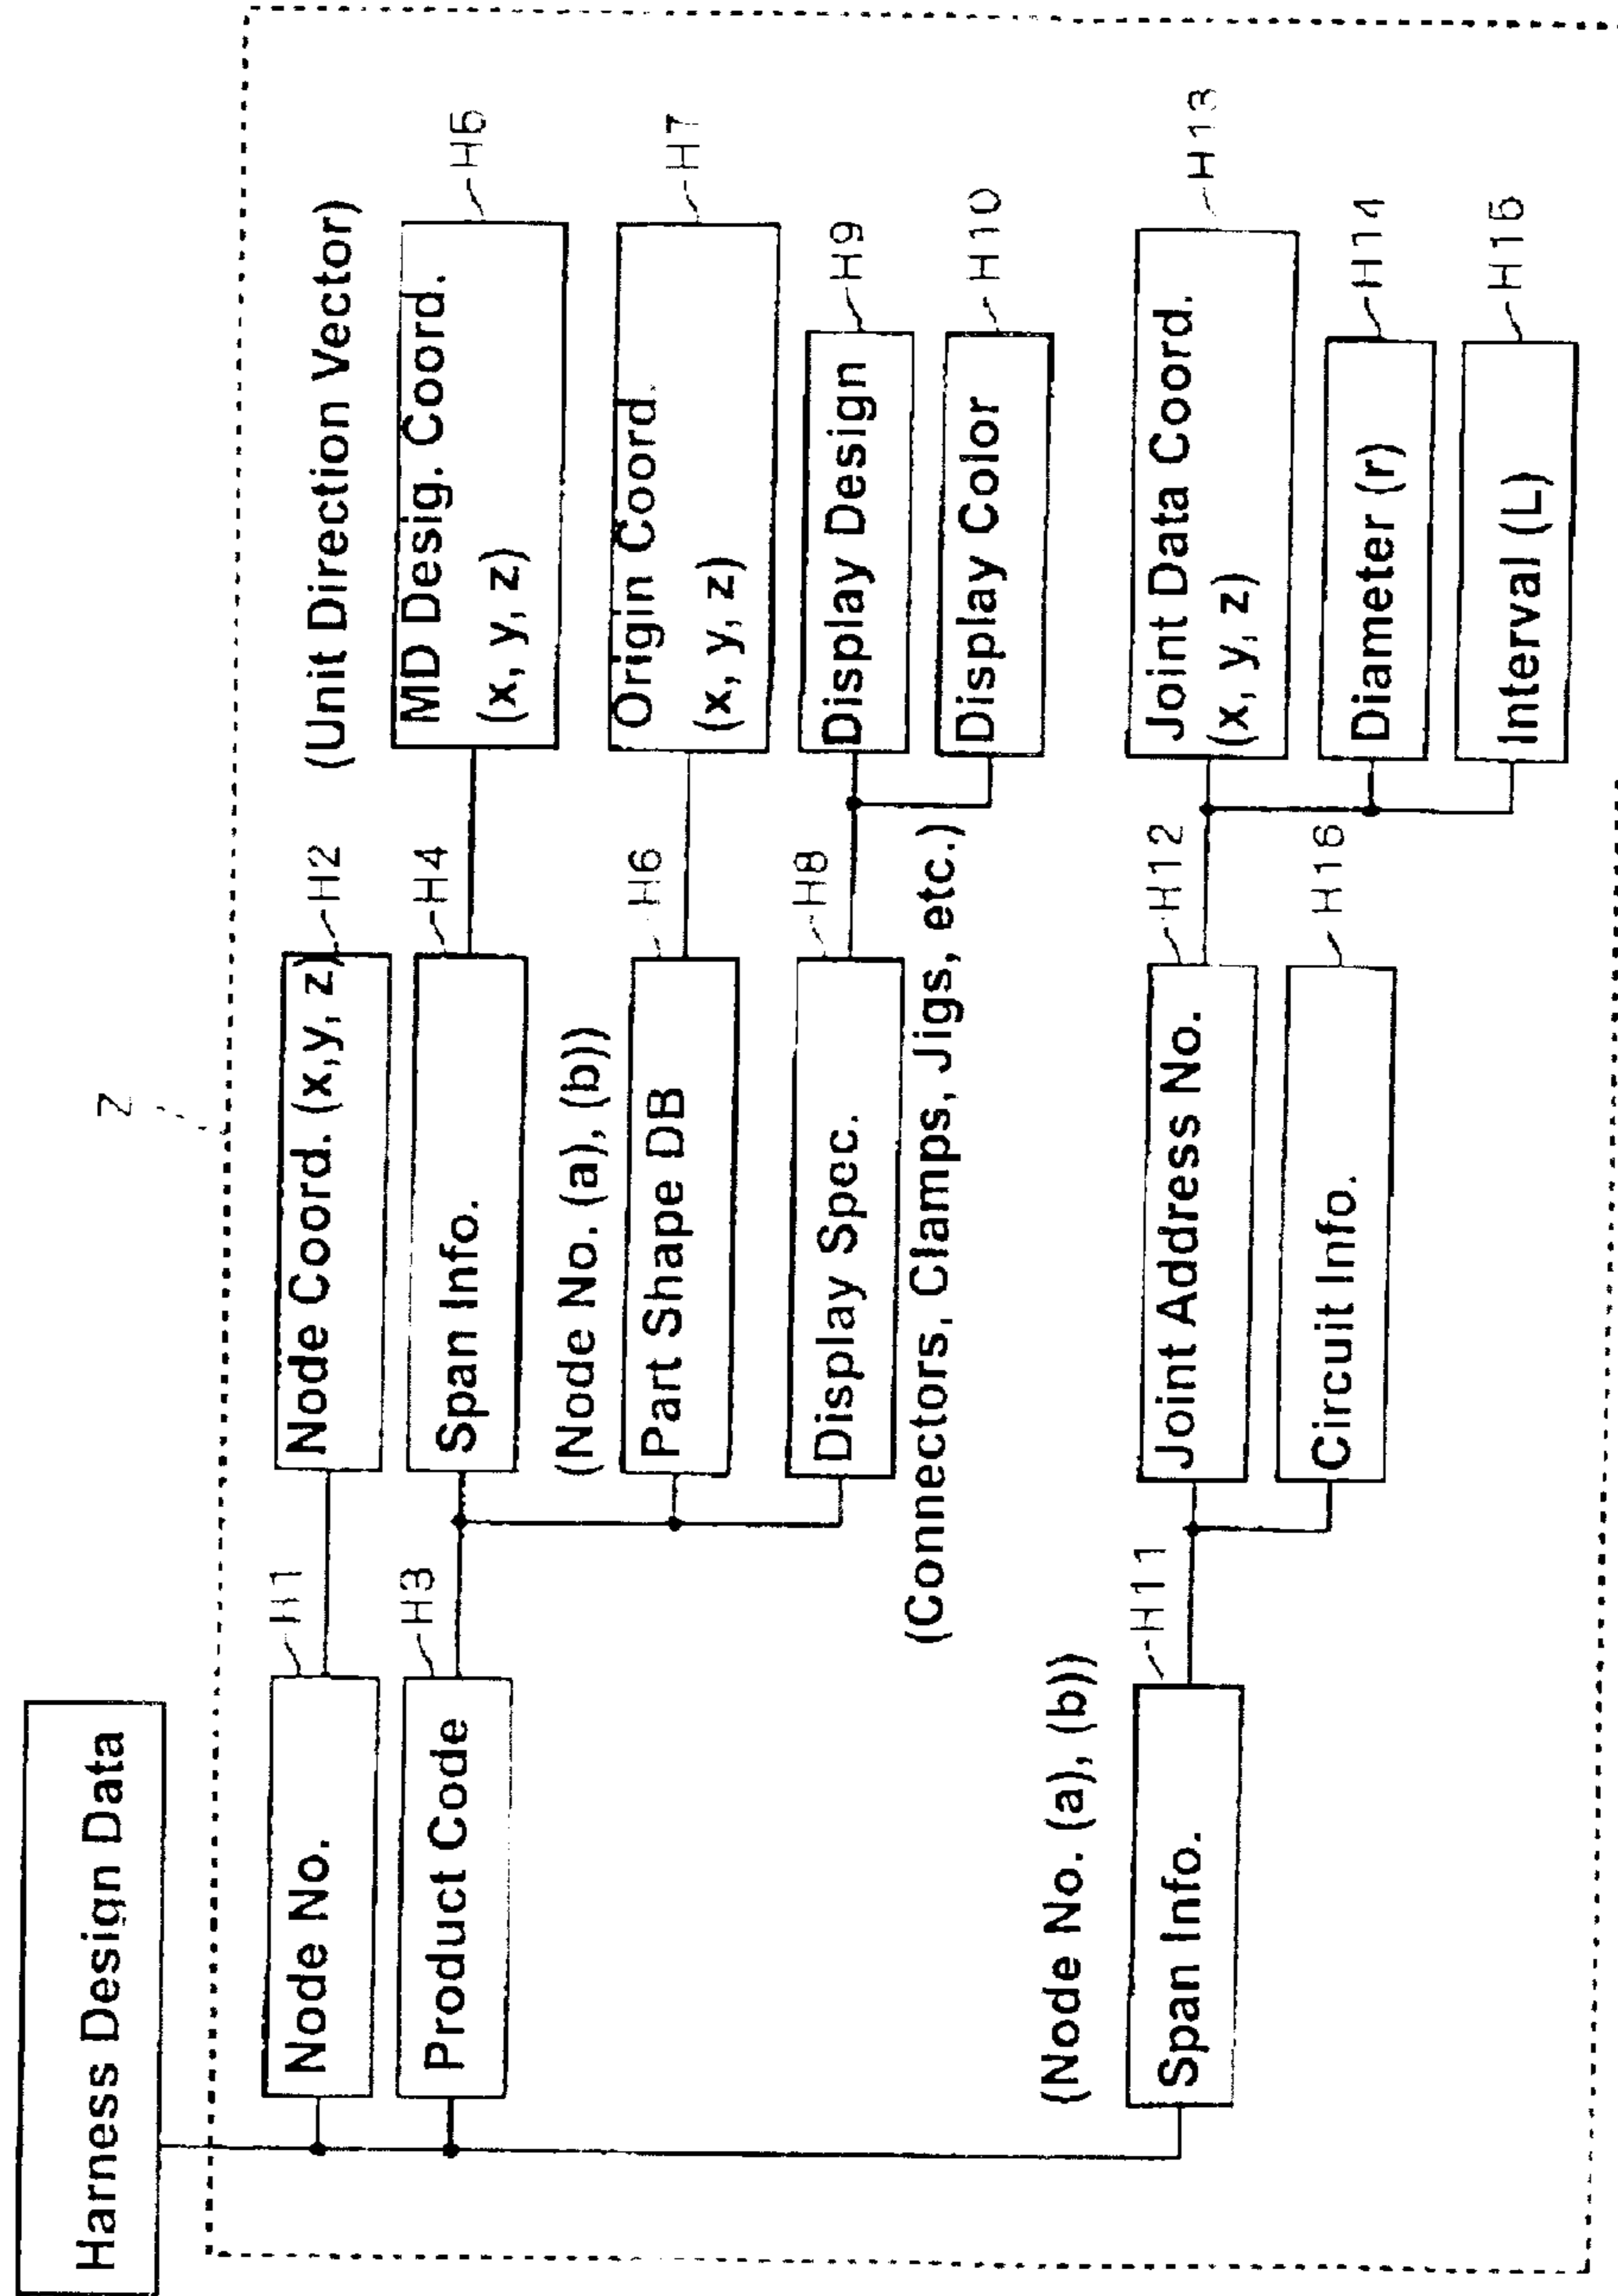 Harness Design Data
Z
Node No.
H1
Node Coord. (x,y, z)
H2
(Unit Direction Vector)
Product Code
H3
Span Info.
H4
MD Desig. Coord.
(x, y, z)
H5
(Node No. (a), (b))
Part Shape DB
H6
Origin Coord.
(x, y, z)
H7
Display Spec.
H8
Display Design
H9
Display Color
H10
(Connectors, Clamps, Jigs, etc.)
(Node No. (a), (b))
Span Info.
H11
Joint Address No.
H12
Joint Data Coord.
(x, y, z)
H13
Circuit Info.
H16
Diameter (r)
H14
Interval (L)
H15